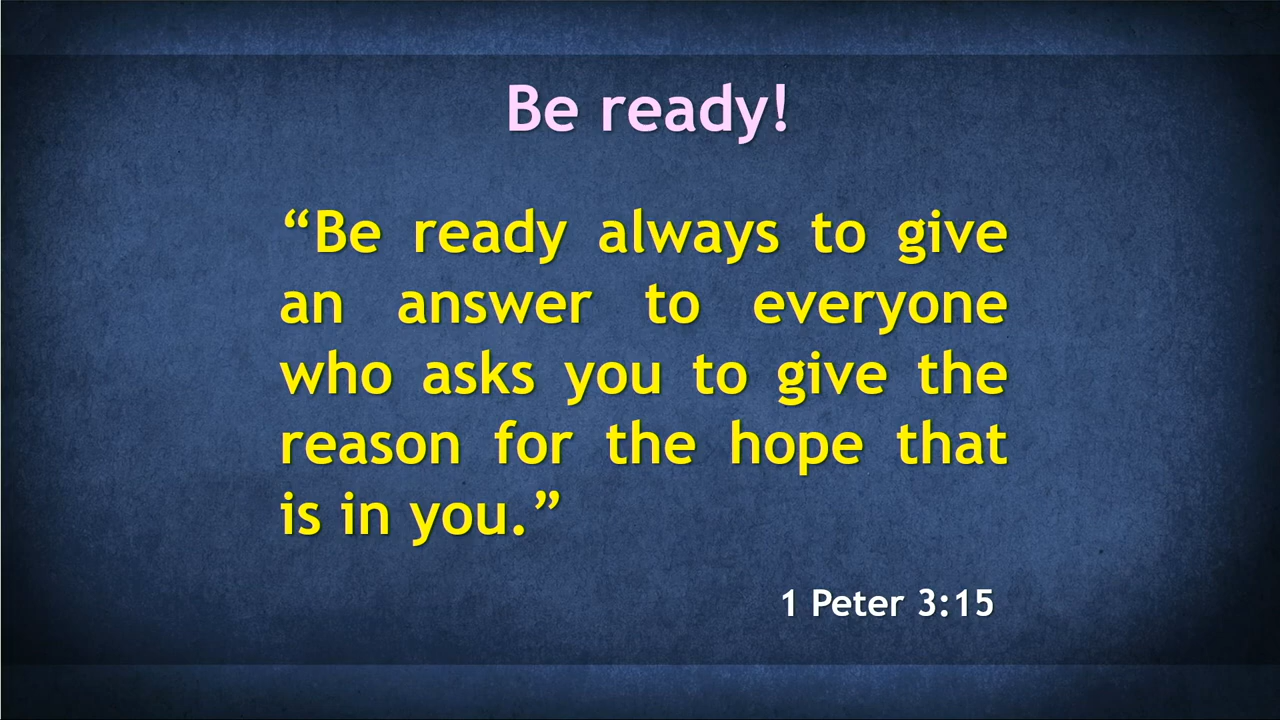 Be ready!
“Be ready always to give
an answer to everyone
who asks you to give the
reason for the hope that
is in you.”
1 Peter 3:15